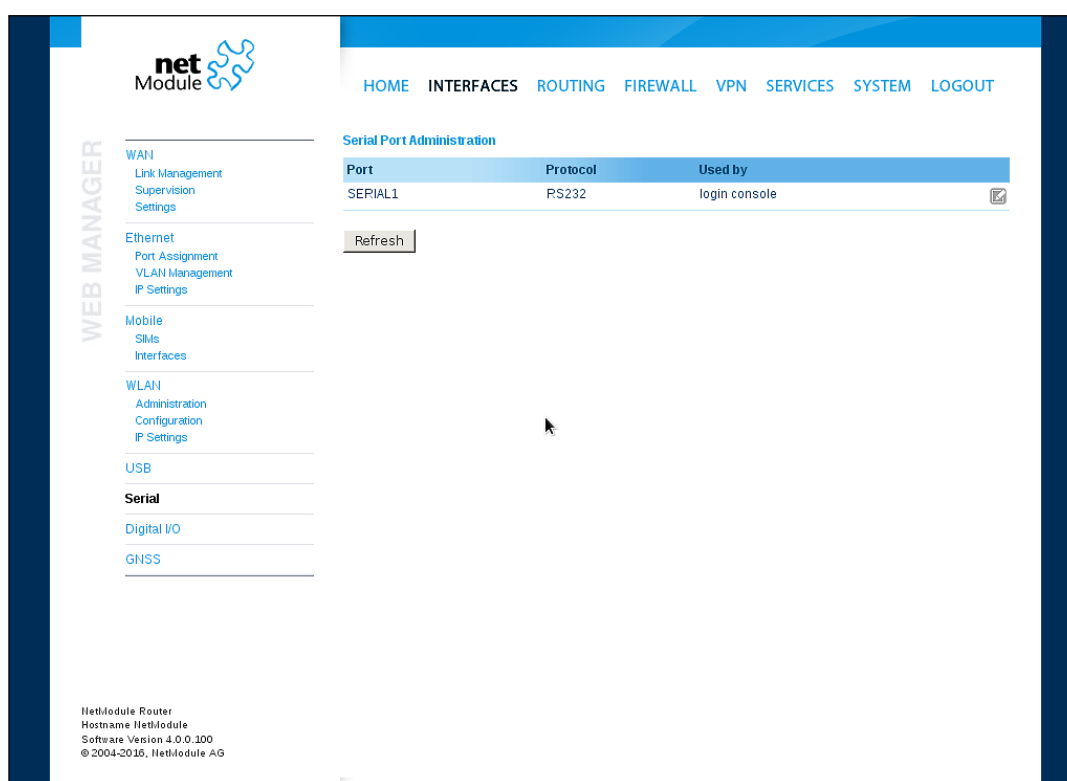 net
Module
HOME INTERFACES ROUTING FIREWALL VPN SERVICES SYSTEM LOGOUT
WEB MANAGER
WAN
Link Management
Supervision
Settings
Ethernet
Port Assignment
VLAN Management
IP Settings
Mobile
SIMs
Interfaces
WLAN
Administration
Configuration
IP Settings
USB
Serial
Digital I/O
GNSS
Serial Port Administration
Port Protocol Used by
SERIAL1 RS232 login console
Refresh
NetModule Router
Hostname NetModule
Software Version 4.0.0.100
© 2004-2016, NetModule AG